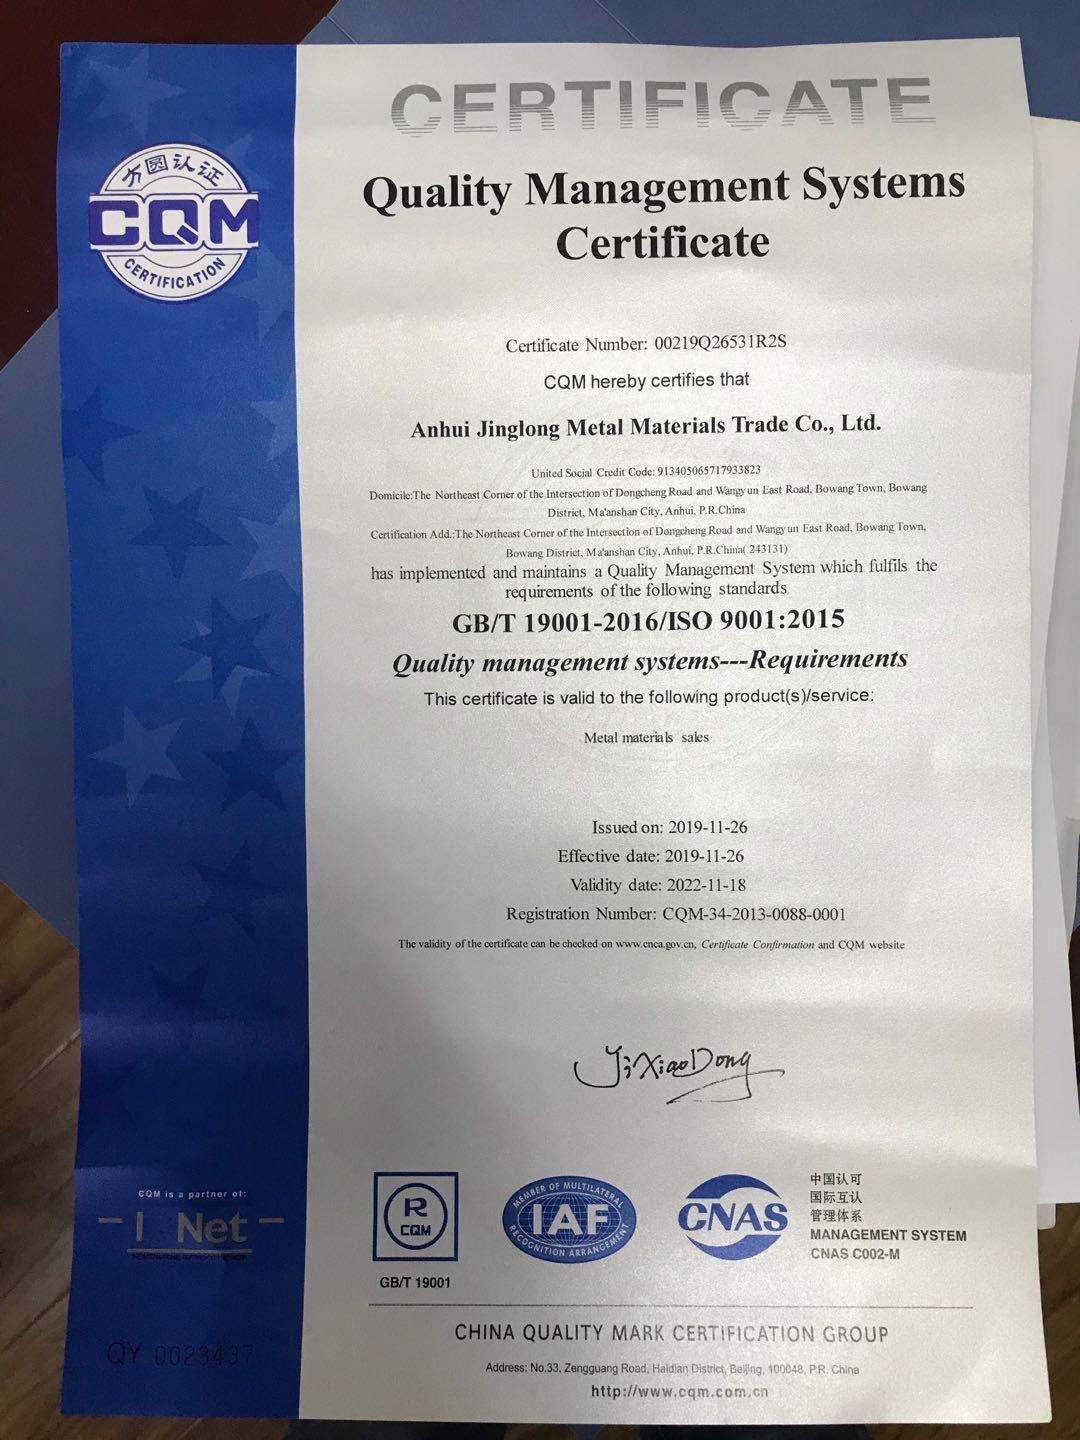 CERTIFICATE
方圆认证
CQM
CERTIFICATION
Quality Management Systems
Certificate
Certificate Number: 00219Q26531R2S
CQM hereby certifies that
Anhui Jinglong Metal Materials Trade Co., Ltd.
United Social Credit Code: 913405065717933823
Domicile:The Northeast Corner of the Intersection of Dongcheng Road and Wangyun East Road, Bowang Town, Bowang
District, Ma'anshan City, Anhui, P.R.China
Certification Add.:The Northeast Corner of the Intersection of Dongcheng Road and Wangyun East Road, Bowang Town,
Bowang District, Ma'anshan City, Anhui, P.R.China( 243131)
has implemented and maintains a Quality Management System which fulfils the
requirements of the following standards
GB/T 19001-2016/ISO 9001:2015
Quality management systems---Requirements
This certificate is valid to the following product(s)/service:
Metal materials sales
Issued on: 2019-11-26
Effective date: 2019-11-26
Validity date: 2022-11-18
Registration Number: CQM-34-2013-0088-0001
The validity of the certificate can be checked on www.cnca.gov.cn, Certificate Confirmation and CQM website
Ji XiaoDong
CQM is a partner of:
I Net
QY 0023437
R
CQM
GB/T 19001
MEMBER OF MULTILATERAL
IAF
RECOGNITION ARRANGEMENT
CNAS
中国认可
国际互认
管理体系
MANAGEMENT SYSTEM
CNAS C002-M
CHINA QUALITY MARK CERTIFICATION GROUP
Address: No.33, Zengguang Road, Haidian District, Beijing, 100048, P.R. China
http://www.cqm.com.cn